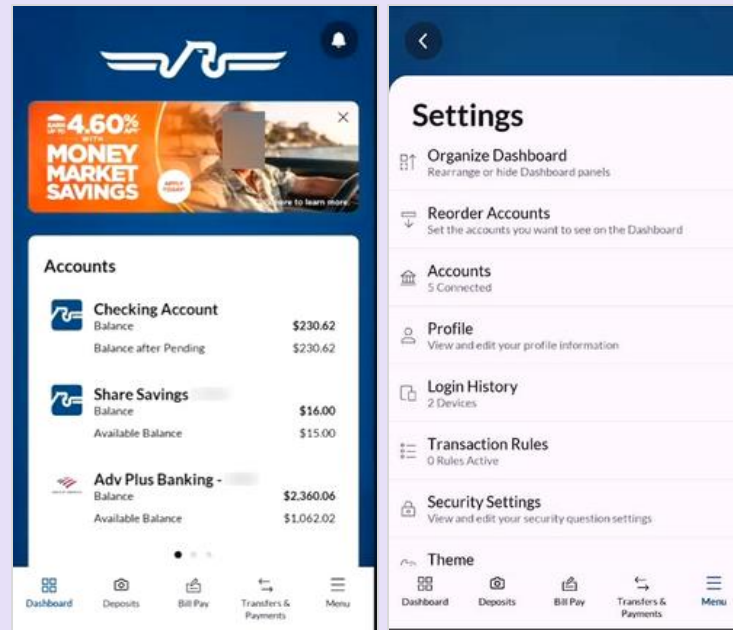 EARN
UP TO 4.60% APY
WITH
MONEY
MARKET
SAVINGS
APPLY
TODAY
here to learn more
Accounts
Checking Account
Balance $230.62
Balance after Pending $230.62
Share Savings
Balance $16.00
Available Balance $15.00
Adv Plus Banking -
Balance $2,360.06
Available Balance $1,062.02
Dashboard Deposits Bill Pay Transfers & Menu
Payments
Settings
Organize Dashboard
Rearrange or hide Dashboard panels
Reorder Accounts
Set the accounts you want to see on the Dashboard
Accounts
5 Connected
Profile
View and edit your profile information
Login History
2 Devices
Transaction Rules
0 Rules Active
Security Settings
View and edit your security question settings
Theme
Dashboard Deposits Bill Pay Transfers & Menu
Payments